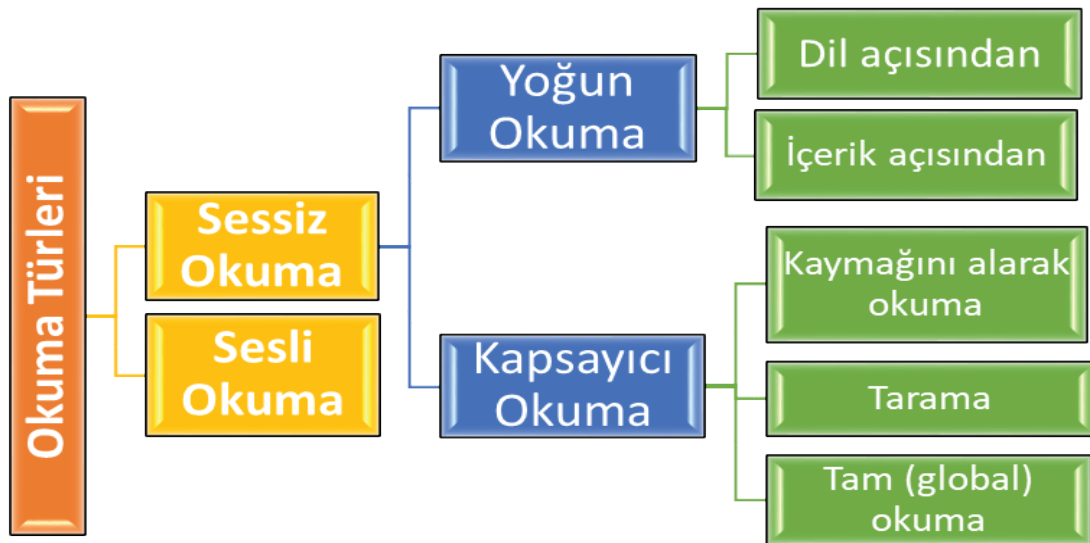 Okuma Türleri
Sessiz
Okuma
Sesli
Okuma
Yoğun
Okuma
Kapsayıcı
Okuma
Dil açısından
İçerik açısından
Kaymağını alarak
okuma
Tarama
Tam (global)
okuma